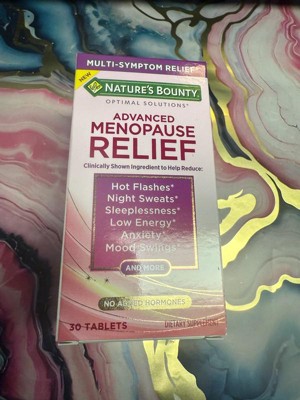 MULTI-SYMPTOM RELIEF*
NEW
NATURE'S BOUNTY
OPTIMAL SOLUTIONS®
ADVANCED
MENOPAUSE
RELIEF
Clinically Shown Ingredient to Help Reduce:
Hot Flashes*
Night Sweats*
Sleeplessness*
Low Energy*
Anxiety*
Mood Swings*
AND MORE
NO ADDED HORMONES
30 TABLETS
DIETARY SUPPLEMENT